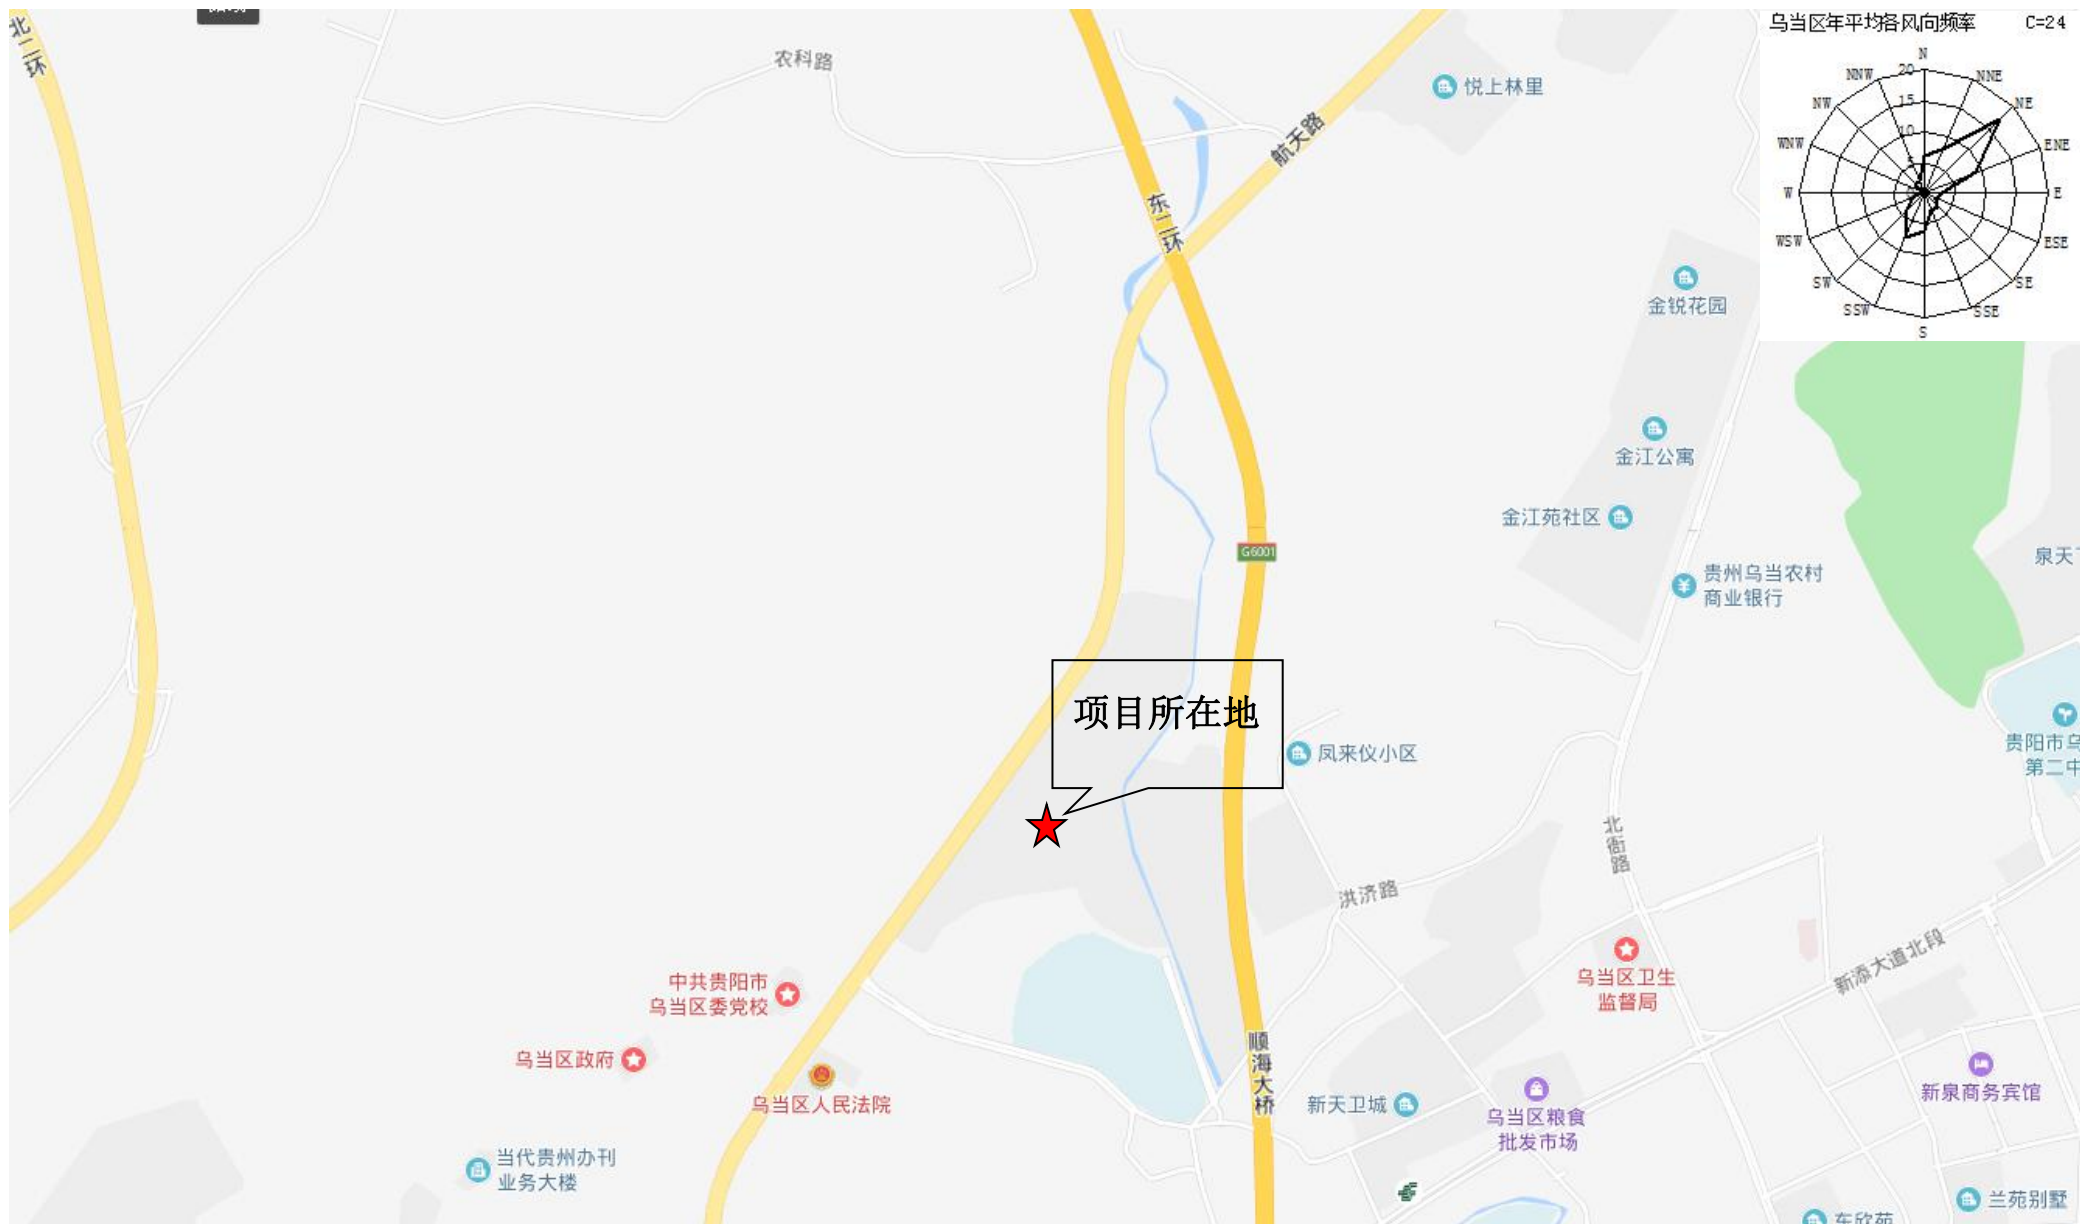 北二环
农科路
悦上林里
航天路
东二环
乌当区年平均各风向频率 C=24
N
NNW
20
NNE
NW
15
NE
WNW
10
ENE
5
W
E
WSW
ESE
SW
SE
SSW
SSE
S
金锐花园
金江公寓
金江苑社区
G6001
贵州乌当农村
商业银行
泉天
项目所在地
凤来仪小区
贵阳市乌
第二中
北衙路
洪济路
新添大道北段
中共贵阳市
乌当区委党校
乌当区卫生
监督局
乌当区政府
顺海大桥
乌当区人民法院
新天卫城
乌当区粮食
批发市场
新泉商务宾馆
当代贵州办刊
业务大楼
兰苑别墅
东欣苑